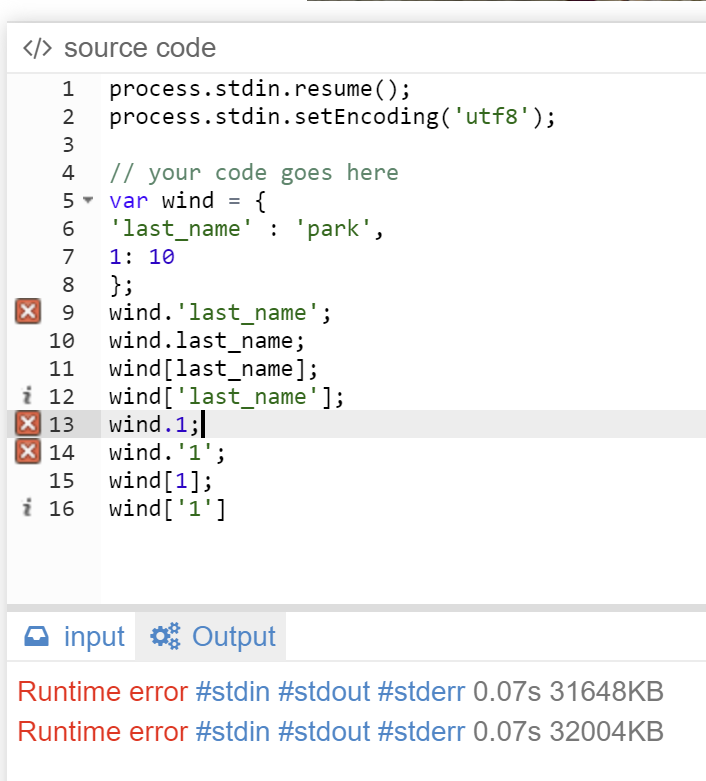 </> source code
1 process.stdin.resume();
2 process.stdin.setEncoding('utf8');
3
4 // your code goes here
5 var wind = {
6 'last_name' : 'park',
7 1: 10
8 };
9 wind.'last_name';
10 wind.last_name;
11 wind[last_name];
12 wind['last_name'];
13 wind.1;
14 wind.'1';
15 wind[1];
16 wind['1']
input Output
Runtime error #stdin #stdout #stderr 0.07s 31648KB
Runtime error #stdin #stdout #stderr 0.07s 32004KB